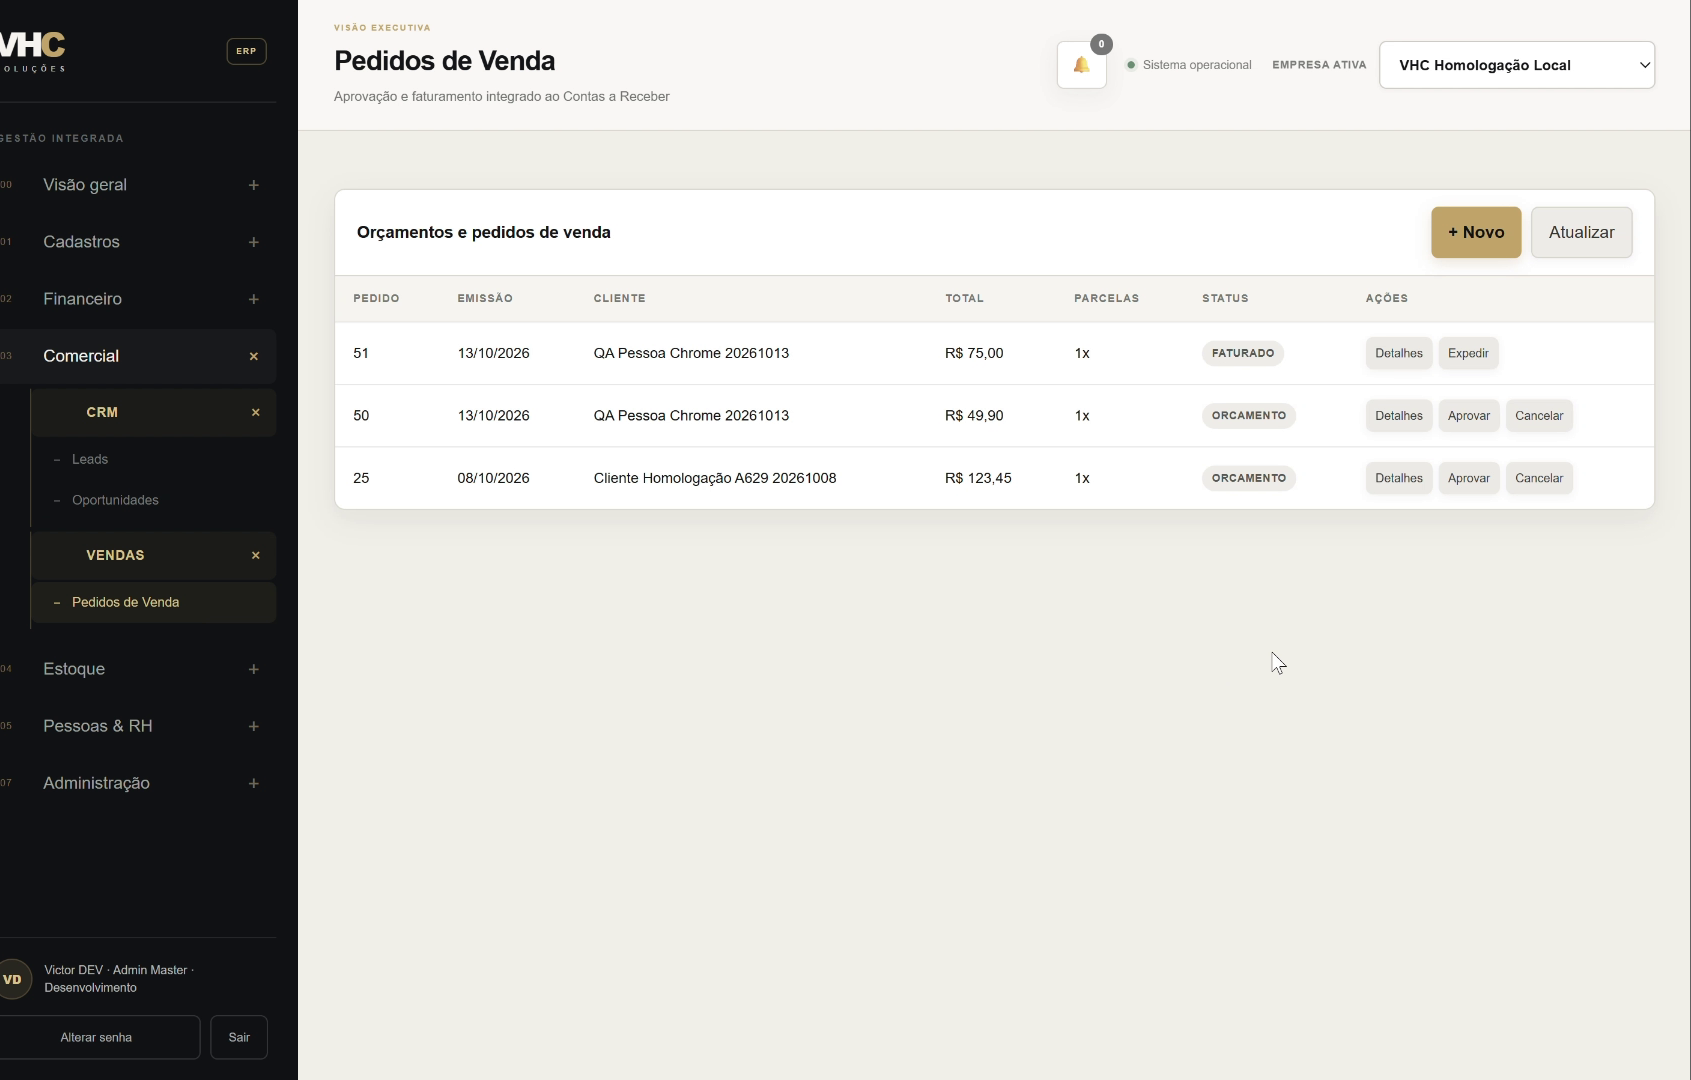 VHC
OLUÇÕES
ERP
GESTÃO INTEGRADA
00 Visão geral +
01 Cadastros +
02 Financeiro +
03 Comercial ×
CRM ×
– Leads
– Oportunidades
VENDAS ×
– Pedidos de Venda
04 Estoque +
05 Pessoas & RH +
07 Administração +
VD
Victor DEV · Admin Master ·
Desenvolvimento
Alterar senha
Sair
VISÃO EXECUTIVA
Pedidos de Venda
Aprovação e faturamento integrado ao Contas a Receber
0
Sistema operacional
EMPRESA ATIVA
VHC Homologação Local
Orçamentos e pedidos de venda
+ Novo
Atualizar
PEDIDO EMISSÃO CLIENTE TOTAL PARCELAS STATUS AÇÕES
51 13/10/2026 QA Pessoa Chrome 20261013 R$ 75,00 1x FATURADO Detalhes Expedir
50 13/10/2026 QA Pessoa Chrome 20261013 R$ 49,90 1x ORCAMENTO Detalhes Aprovar Cancelar
25 08/10/2026 Cliente Homologação A629 20261008 R$ 123,45 1x ORCAMENTO Detalhes Aprovar Cancelar